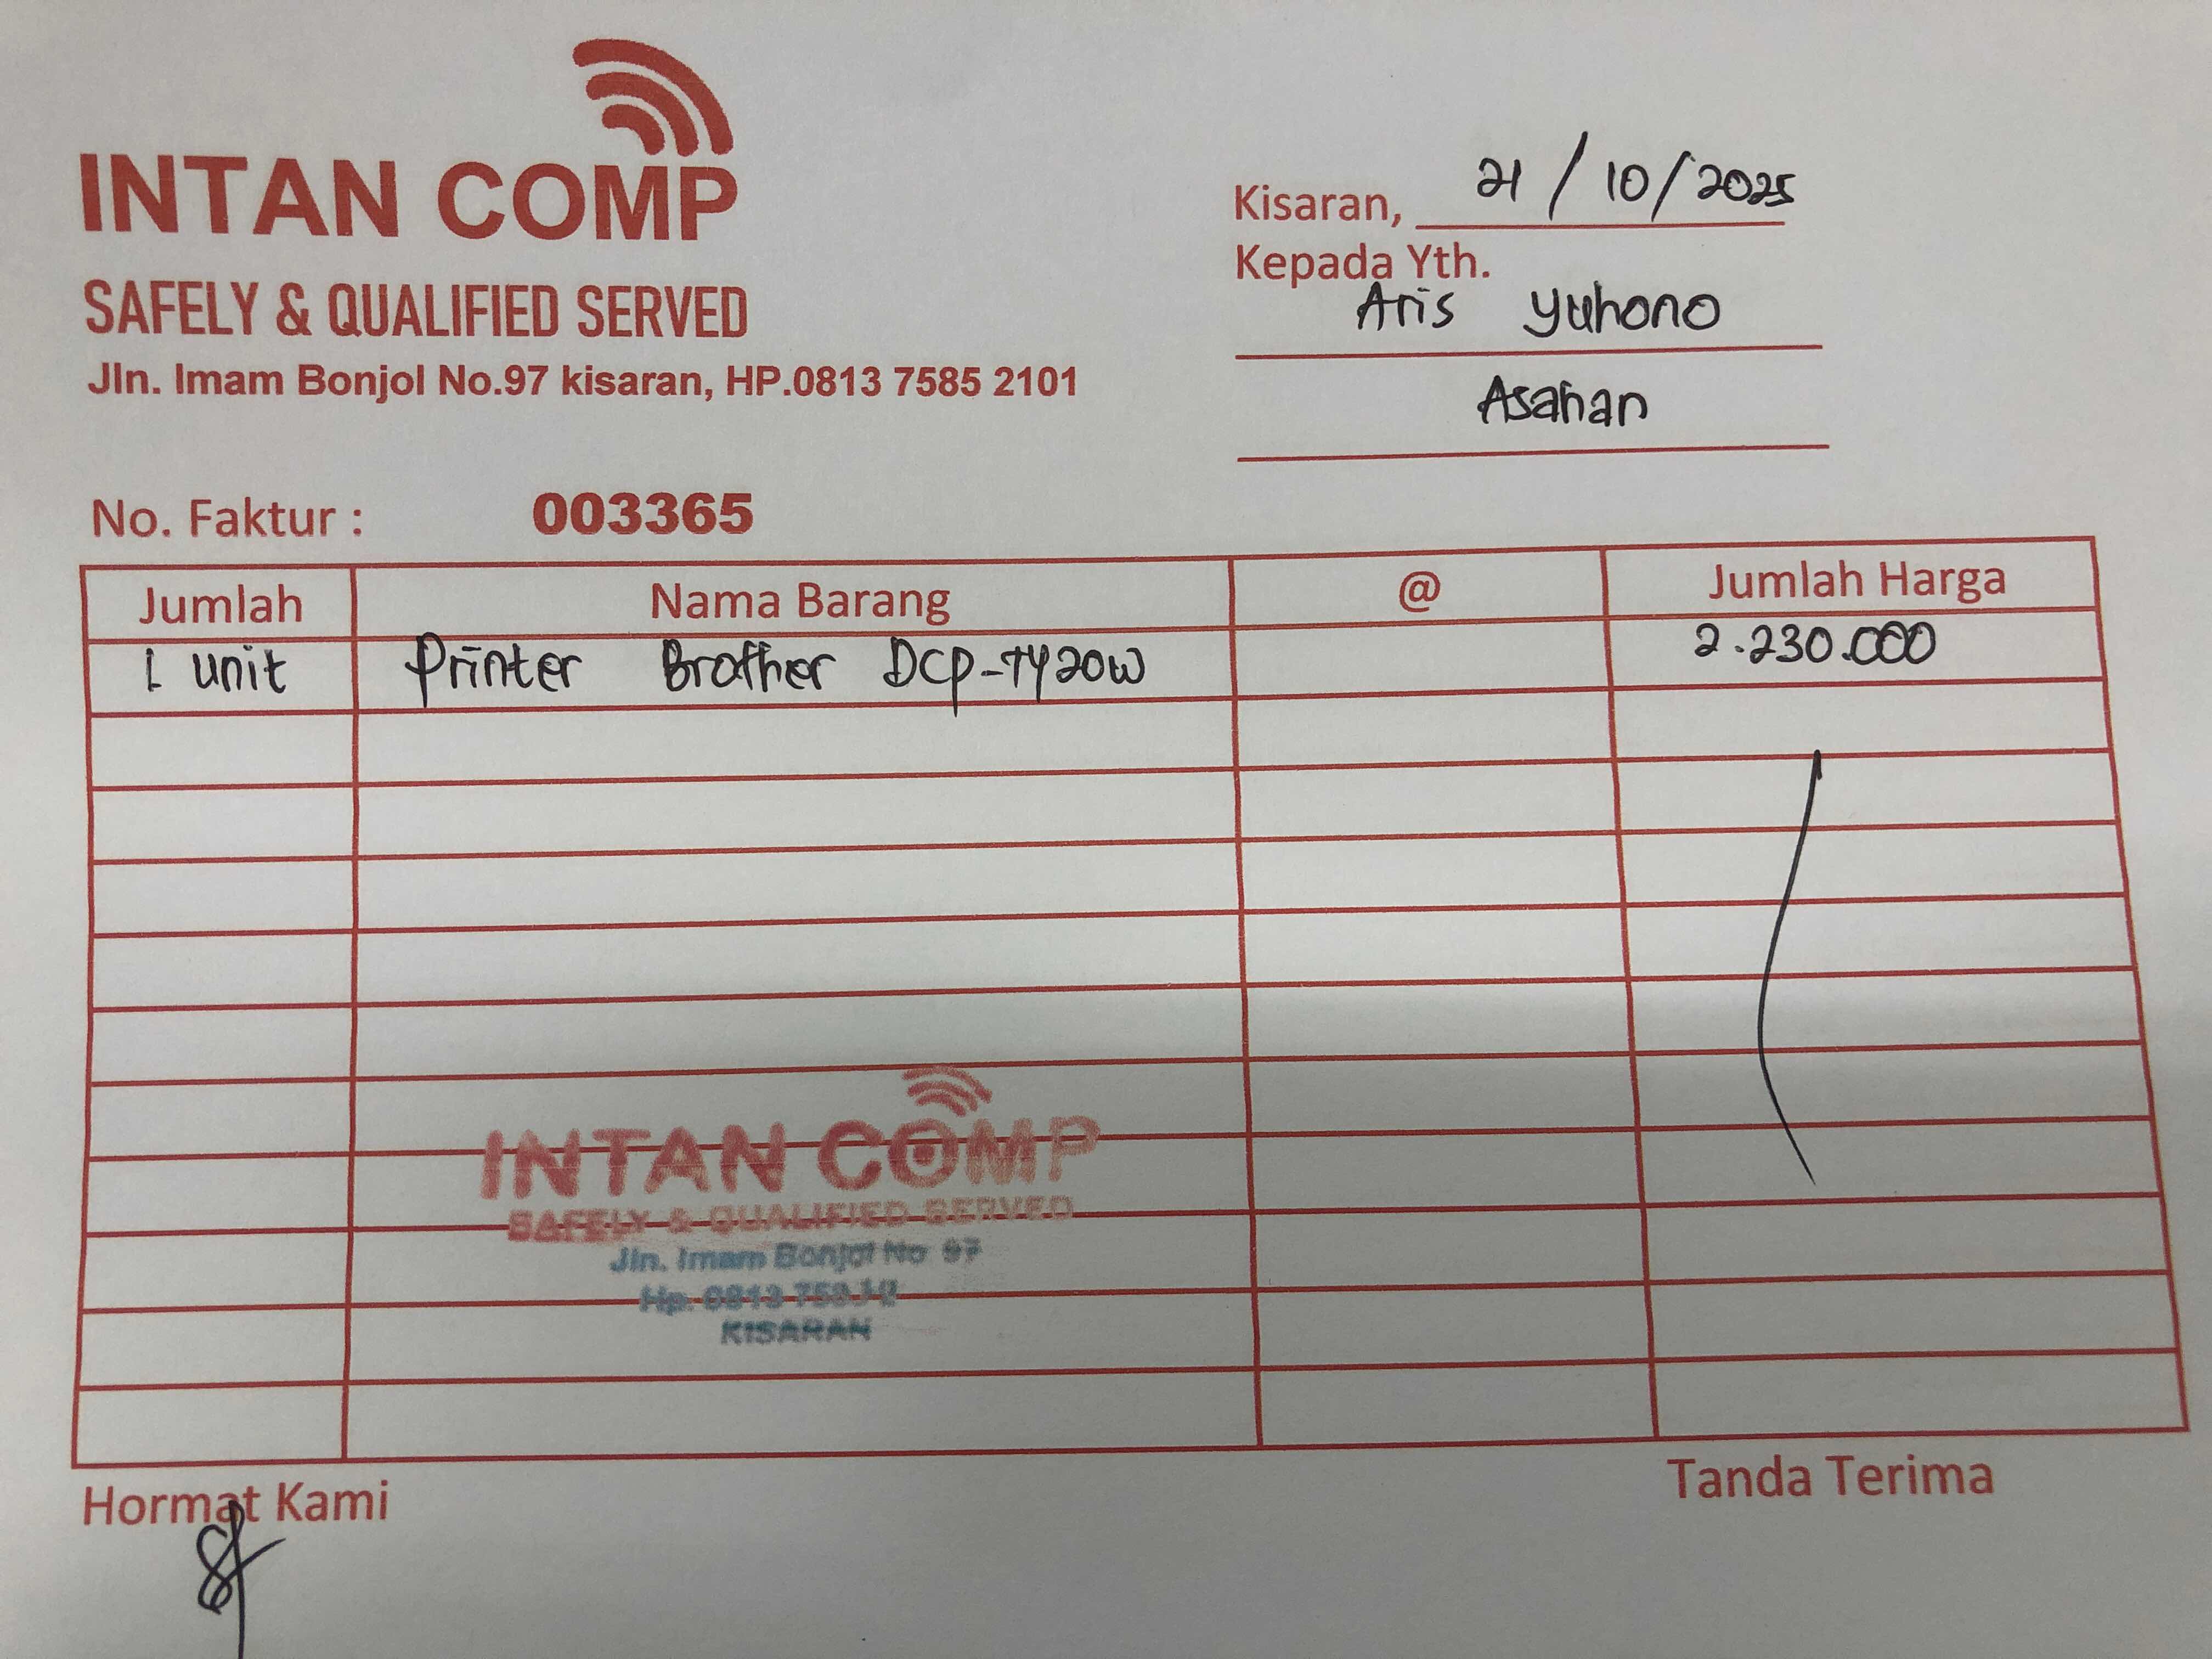 INTAN COMP
SAFELY & QUALIFIED SERVED
Jln. Imam Bonjol No.97 kisaran, HP.0813 7585 2101
Kisaran, 21/10/2025
Kepada Yth.
Aris Yuhono
Asahan
No. Faktur : 003365
Jumlah Nama Barang @ Jumlah Harga
1 unit Printer Brother DCP-T420W 2.230.000
INTAN COMP
SAFELY & QUALIFIED SERVED
Jln. Imam Bonjol No 97
Hp. 0813
KISARAN
Hormat Kami
Tanda Terima